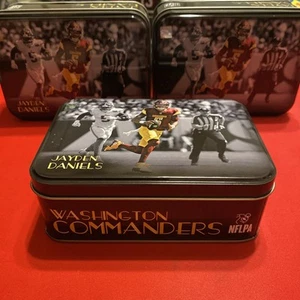 JAYDEN
DANIELS
JAYDEN
DANIELS
WASHINGTON
COMMANDERS
NFLPA